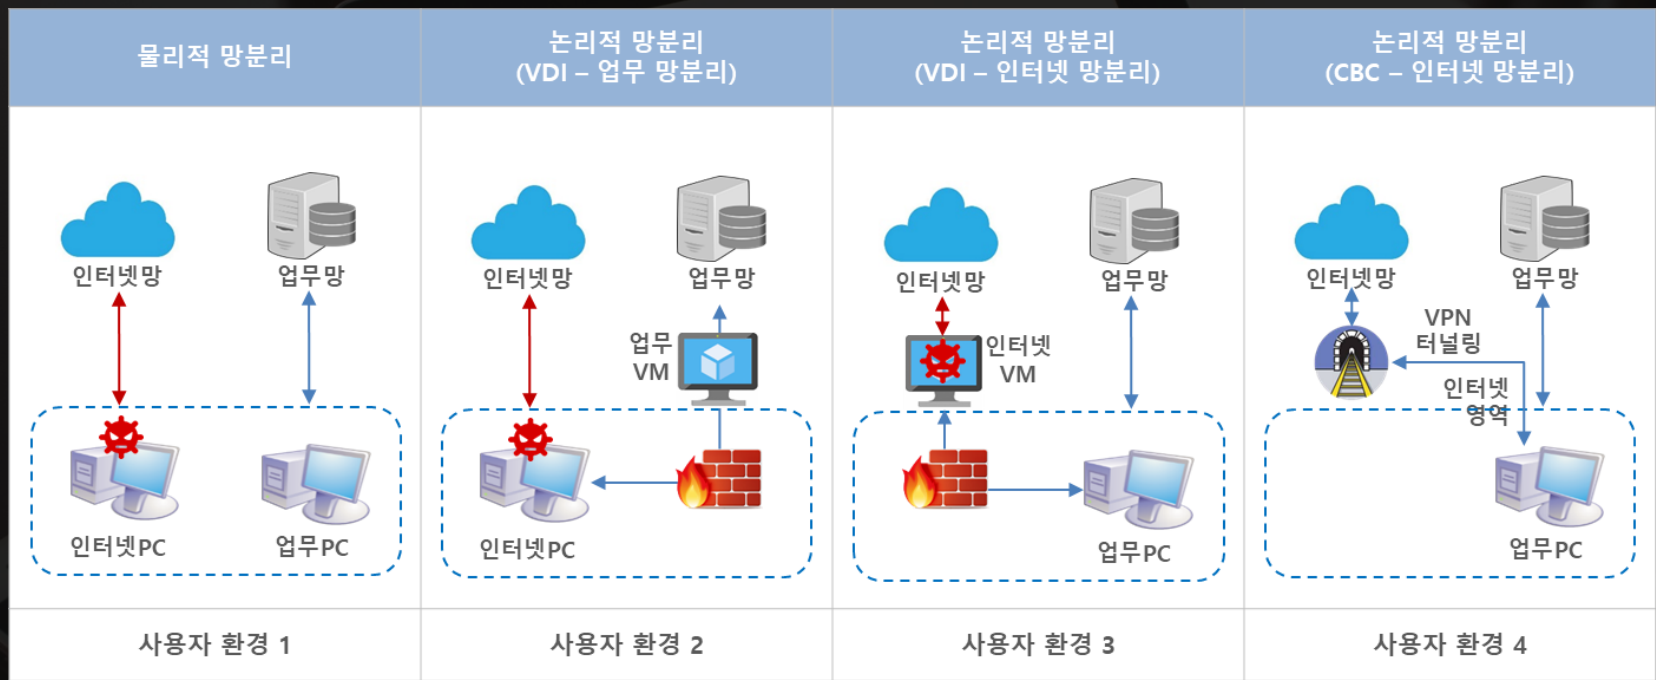 물리적 망분리
논리적 망분리
(VDI – 업무 망분리)
논리적 망분리
(VDI – 인터넷 망분리)
논리적 망분리
(CBC – 인터넷 망분리)
인터넷망
업무망
인터넷PC
업무PC
인터넷망
업무망
업무
VM
인터넷PC
인터넷망
업무망
인터넷
VM
업무PC
인터넷망
업무망
VPN
터널링
인터넷
영역
업무PC
사용자 환경 1
사용자 환경 2
사용자 환경 3
사용자 환경 4